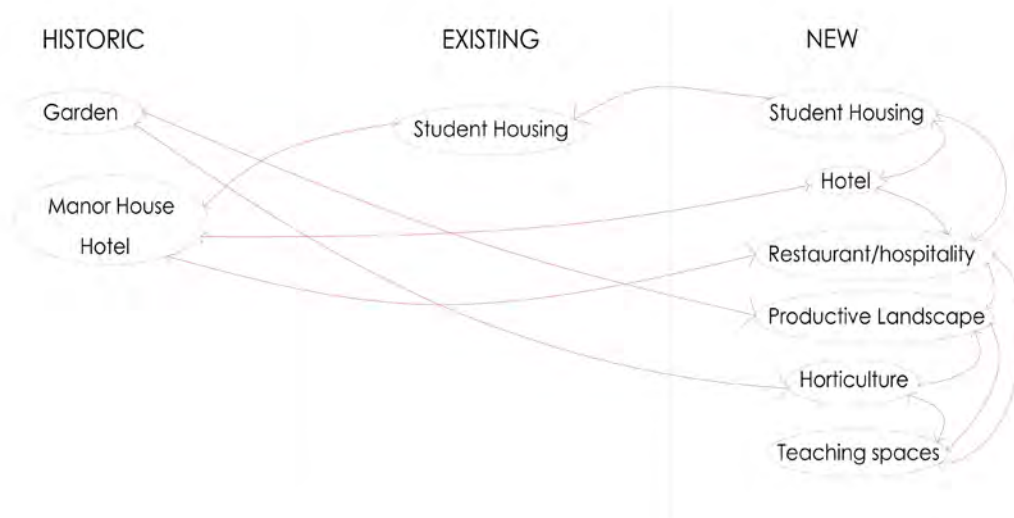 HISTORIC
Garden
Manor House
Hotel
EXISTING
Student Housing
NEW
Student Housing
Hotel
Restaurant/hospitality
Productive Landscape
Horticulture
Teaching spaces